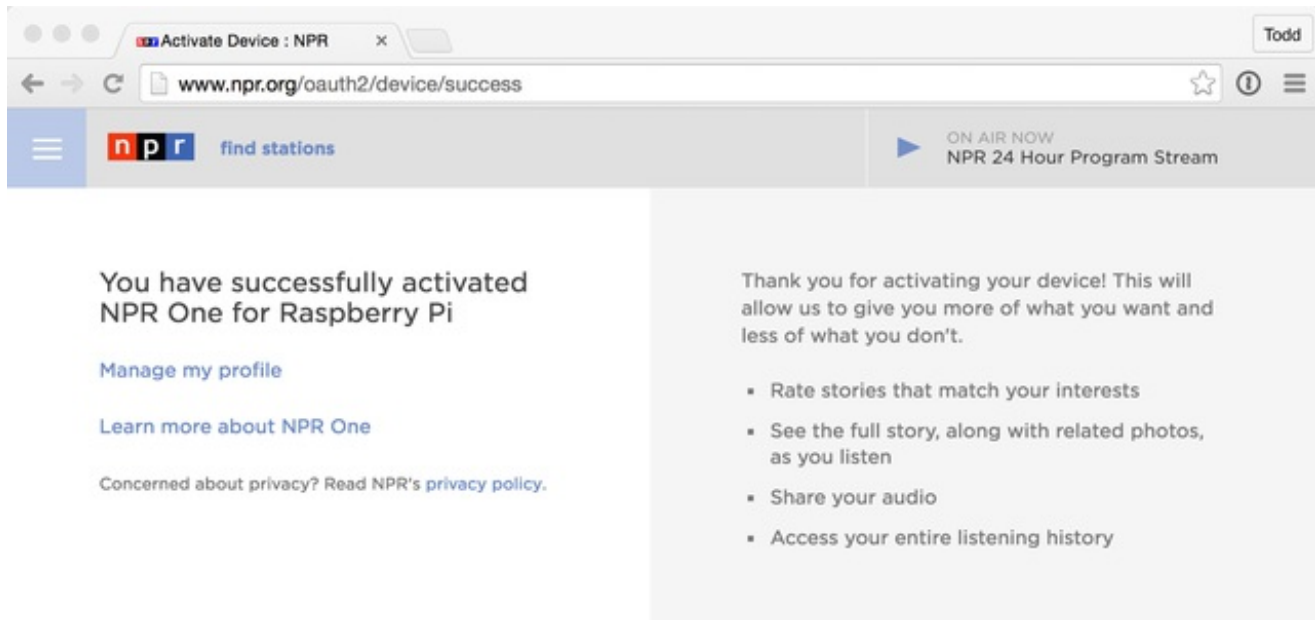 Activate Device : NPR
Todd
www.npr.org/oauth2/device/success
npr
find stations
ON AIR NOW
NPR 24 Hour Program Stream
You have successfully activated
NPR One for Raspberry Pi
Manage my profile
Learn more about NPR One
Concerned about privacy? Read NPR's privacy policy.
Thank you for activating your device! This will
allow us to give you more of what you want and
less of what you don't.
▪ Rate stories that match your interests
▪ See the full story, along with related photos,
as you listen
▪ Share your audio
▪ Access your entire listening history